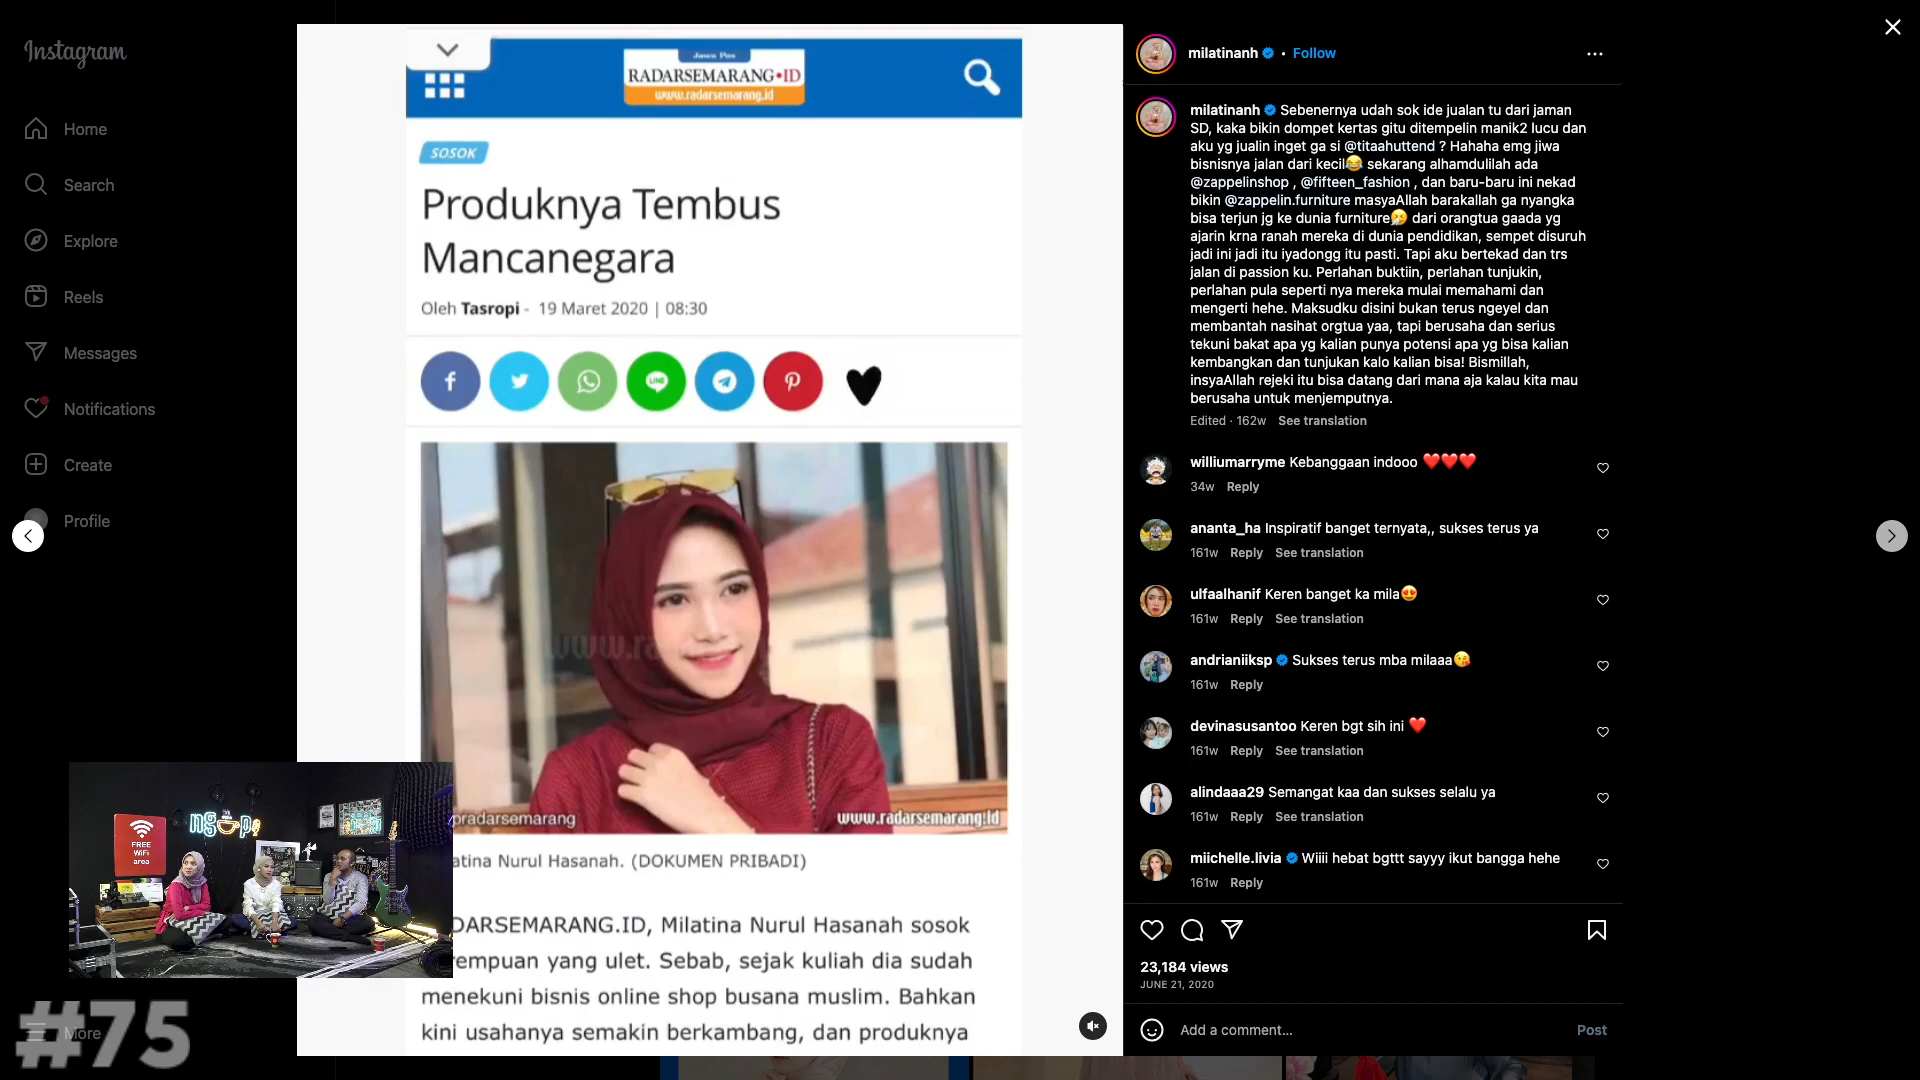 Instagram
Home
Search
Explore
Reels
Messages
Notifications
Create
Profile
More
#75
Jawa Pos
RADARSEMARANG.ID
www.radarsemarang.id
SOSOK
Produknya Tembus
Mancanegara
Oleh Tasropi - 19 Maret 2020 | 08:30
LINE
www.ra
pradarsemarang
www.radarsemarang.id
atina Nurul Hasanah. (DOKUMEN PRIBADI)
DARSEMARANG.ID, Milatina Nurul Hasanah sosok
empuan yang ulet. Sebab, sejak kuliah dia sudah
menekuni bisnis online shop busana muslim. Bahkan
kini usahanya semakin berkambang, dan produknya
FREE
WiFi
area
ngopi
milatinanh • Follow
milatinanh Sebenernya udah sok ide jualan tu dari jaman
SD, kaka bikin dompet kertas gitu ditempelin manik2 lucu dan
aku yg jualin inget ga si @titaahuttend ? Hahaha emg jiwa
bisnisnya jalan dari kecil😂 sekarang alhamdulilah ada
@zappelinshop , @fifteen_fashion , dan baru-baru ini nekad
bikin @zappelin.furniture masyaAllah barakallah ga nyangka
bisa terjun jg ke dunia furniture🤧 dari orangtua gaada yg
ajarin krna ranah mereka di dunia pendidikan, sempet disuruh
jadi ini jadi itu iyadongg itu pasti. Tapi aku bertekad dan trs
jalan di passion ku. Perlahan buktiin, perlahan tunjukin,
perlahan pula seperti nya mereka mulai memahami dan
mengerti hehe. Maksudku disini bukan terus ngeyel dan
membantah nasihat orgtua yaa, tapi berusaha dan serius
tekuni bakat apa yg kalian punya potensi apa yg bisa kalian
kembangkan dan tunjukan kalo kalian bisa! Bismillah,
insyaAllah rejeki itu bisa datang dari mana aja kalau kita mau
berusaha untuk menjemputnya.
Edited · 162w See translation
williumarryme Kebanggaan indooo ❤️❤️❤️
34w Reply
ananta_ha Inspiratif banget ternyata,, sukses terus ya
161w Reply See translation
ulfaalhanif Keren banget ka mila😍
161w Reply See translation
andrianiiksp Sukses terus mba milaaa😘
161w Reply
devinasusantoo Keren bgt sih ini ❤️
161w Reply See translation
alindaaa29 Semangat kaa dan sukses selalu ya
161w Reply See translation
miichelle.livia Wiiii hebat bgttt sayyy ikut bangga hehe
161w Reply
23,184 views
JUNE 21, 2020
Add a comment...
Post